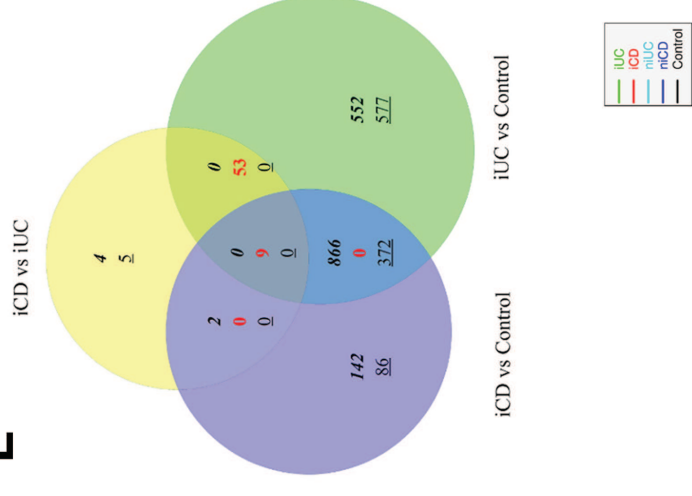 iCD vs iUC
4
5
0
53
0
552
577
2
0
0
0
9
0
866
0
372
142
86
iUC vs Control
iCD vs Control
iUC
iCD
niUC
niCD
Control